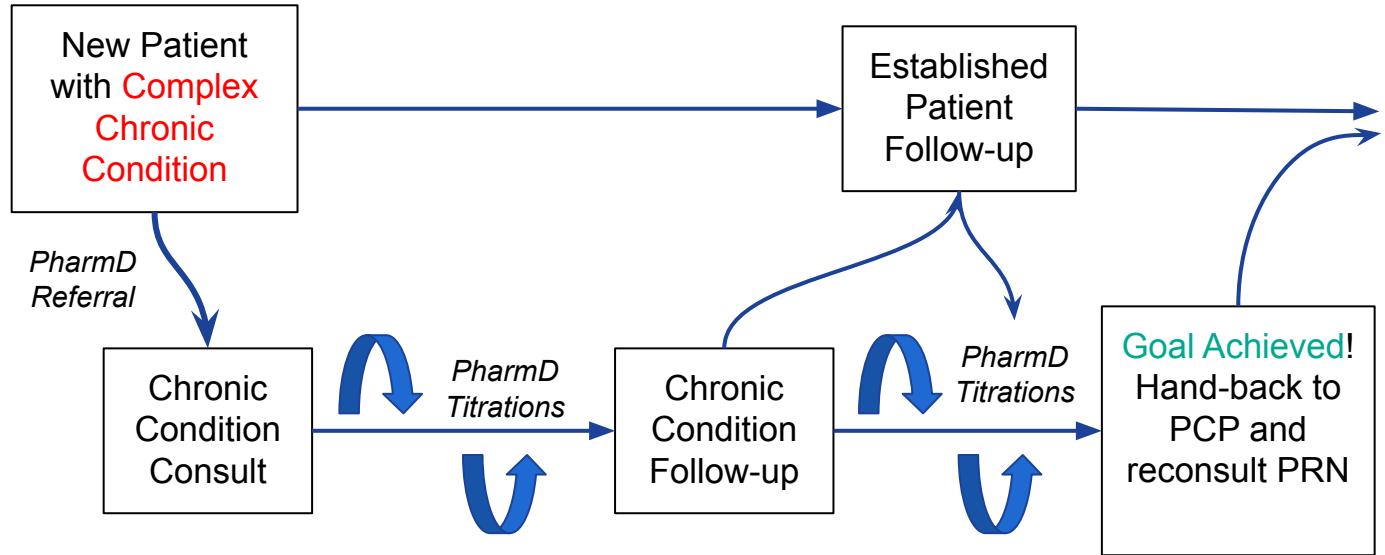 New Patient
with Complex
Chronic
Condition
Established
Patient
Follow-up
PharmD
Referral
Chronic
Condition
Consult
PharmD
Titrations
Chronic
Condition
Follow-up
PharmD
Titrations
Goal Achieved!
Hand-back to
PCP and
reconsult PRN